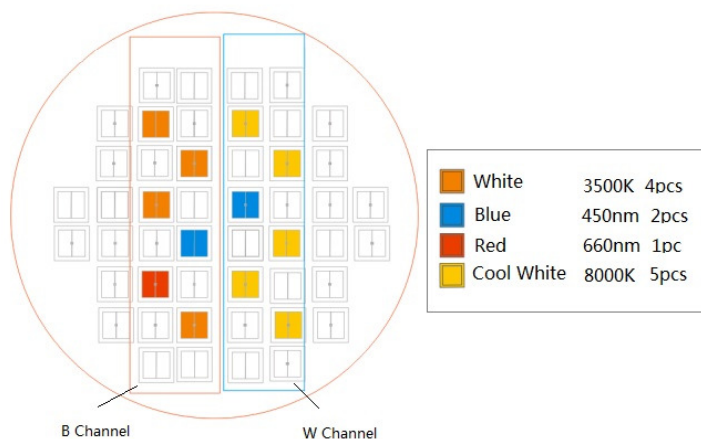 White 3500K 4pcs
Blue 450nm 2pcs
Red 660nm 1pc
Cool White 8000K 5pcs
B Channel
W Channel